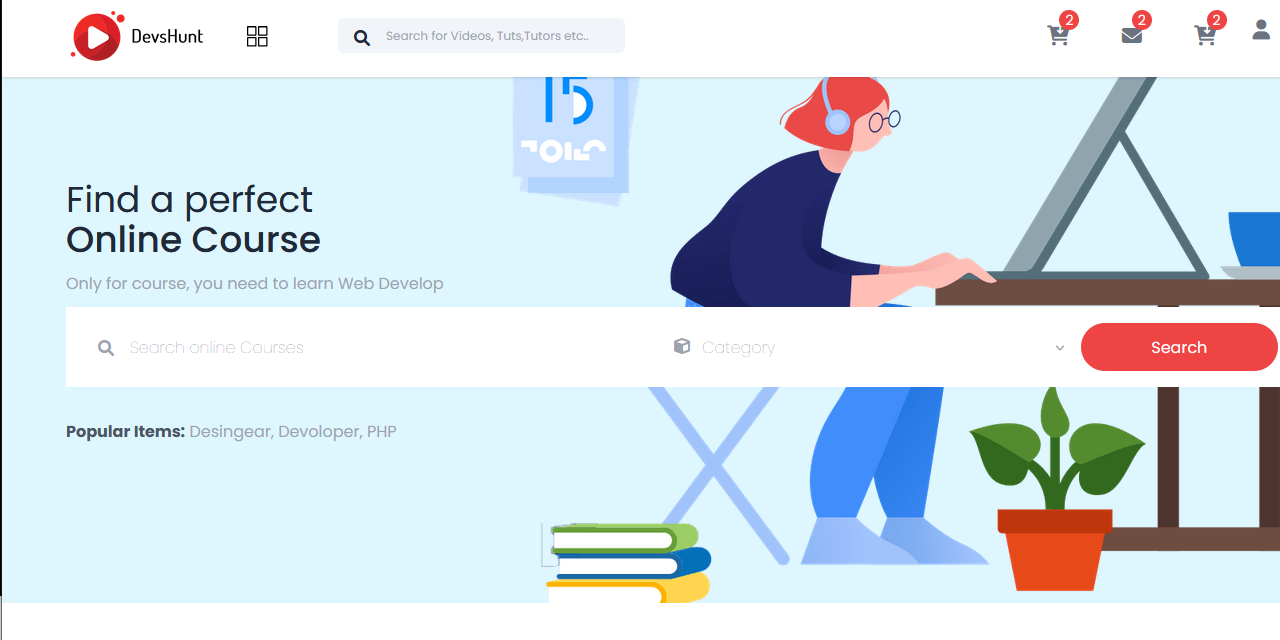 DevsHunt
Search for Videos, Tuts,Tutors etc..
2
2
2
15
Find a perfect
Online Course
Only for course, you need to learn Web Develop
Search online Courses
Category
Search
Popular Items: Desingear, Devoloper, PHP